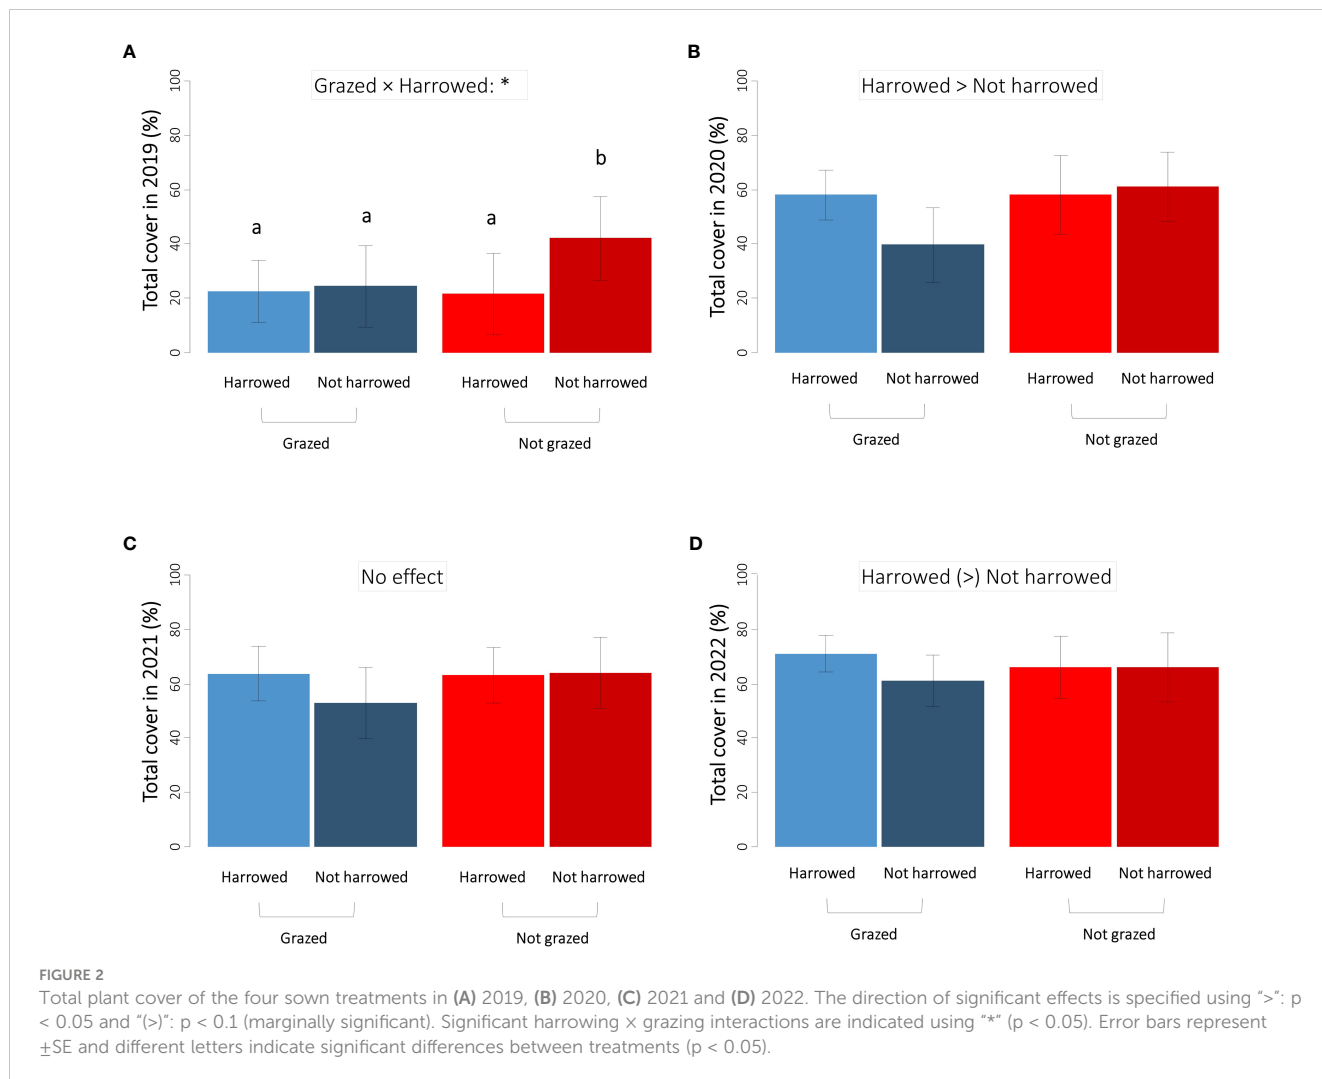 A
Grazed × Harrowed: *
Total cover in 2019 (%)
100
80
60
40
20
0
a
a
a
b
Harrowed
Not harrowed
Harrowed
Not harrowed
Grazed
Not grazed
B
Harrowed > Not harrowed
Total cover in 2020 (%)
100
80
60
40
20
0
Harrowed
Not harrowed
Harrowed
Not harrowed
Grazed
Not grazed
C
No effect
Total cover in 2021 (%)
100
80
60
40
20
0
Harrowed
Not harrowed
Harrowed
Not harrowed
Grazed
Not grazed
D
Harrowed (>) Not harrowed
Total cover in 2022 (%)
100
80
60
40
20
0
Harrowed
Not harrowed
Harrowed
Not harrowed
Grazed
Not grazed
FIGURE 2
Total plant cover of the four sown treatments in (A) 2019, (B) 2020, (C) 2021 and (D) 2022. The direction of significant effects is specified using “>”: p
< 0.05 and “(>)”: p < 0.1 (marginally significant). Significant harrowing × grazing interactions are indicated using “*” (p < 0.05). Error bars represent
±SE and different letters indicate significant differences between treatments (p < 0.05).